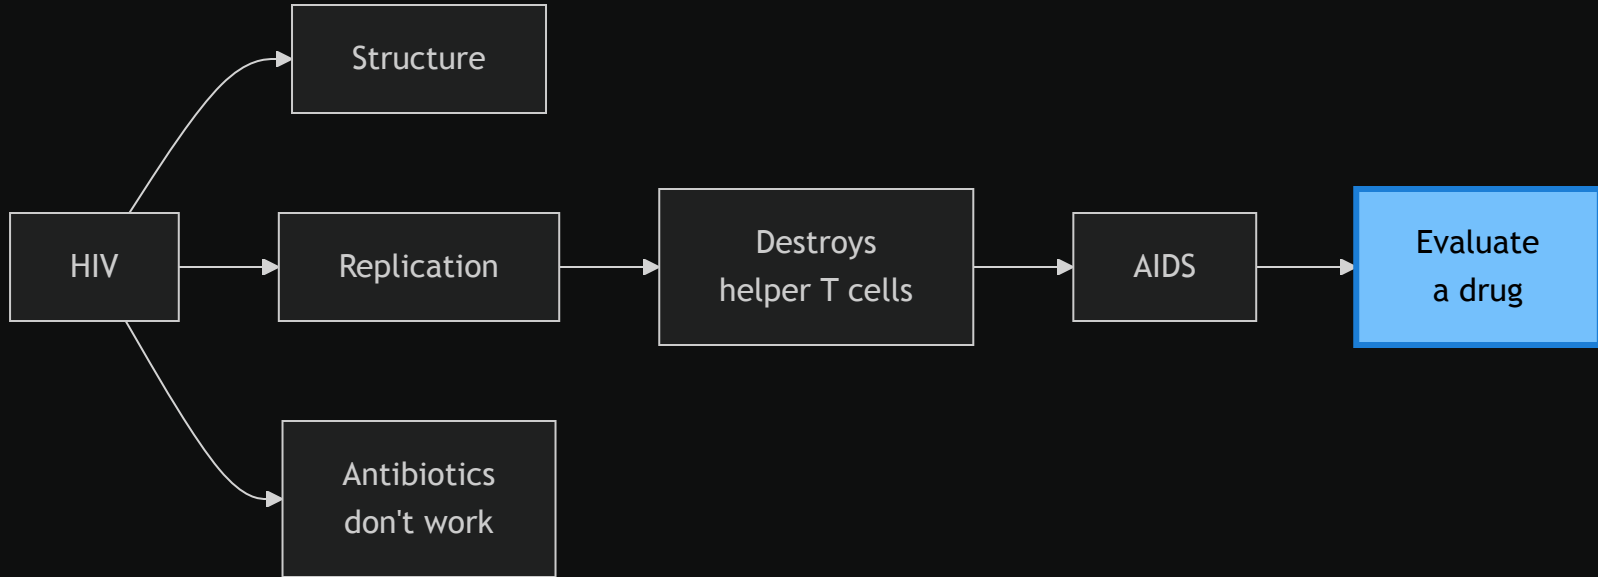 Structure
HIV
Replication
Destroys
helper T cells
AIDS
Evaluate
a drug
Antibiotics
don't work